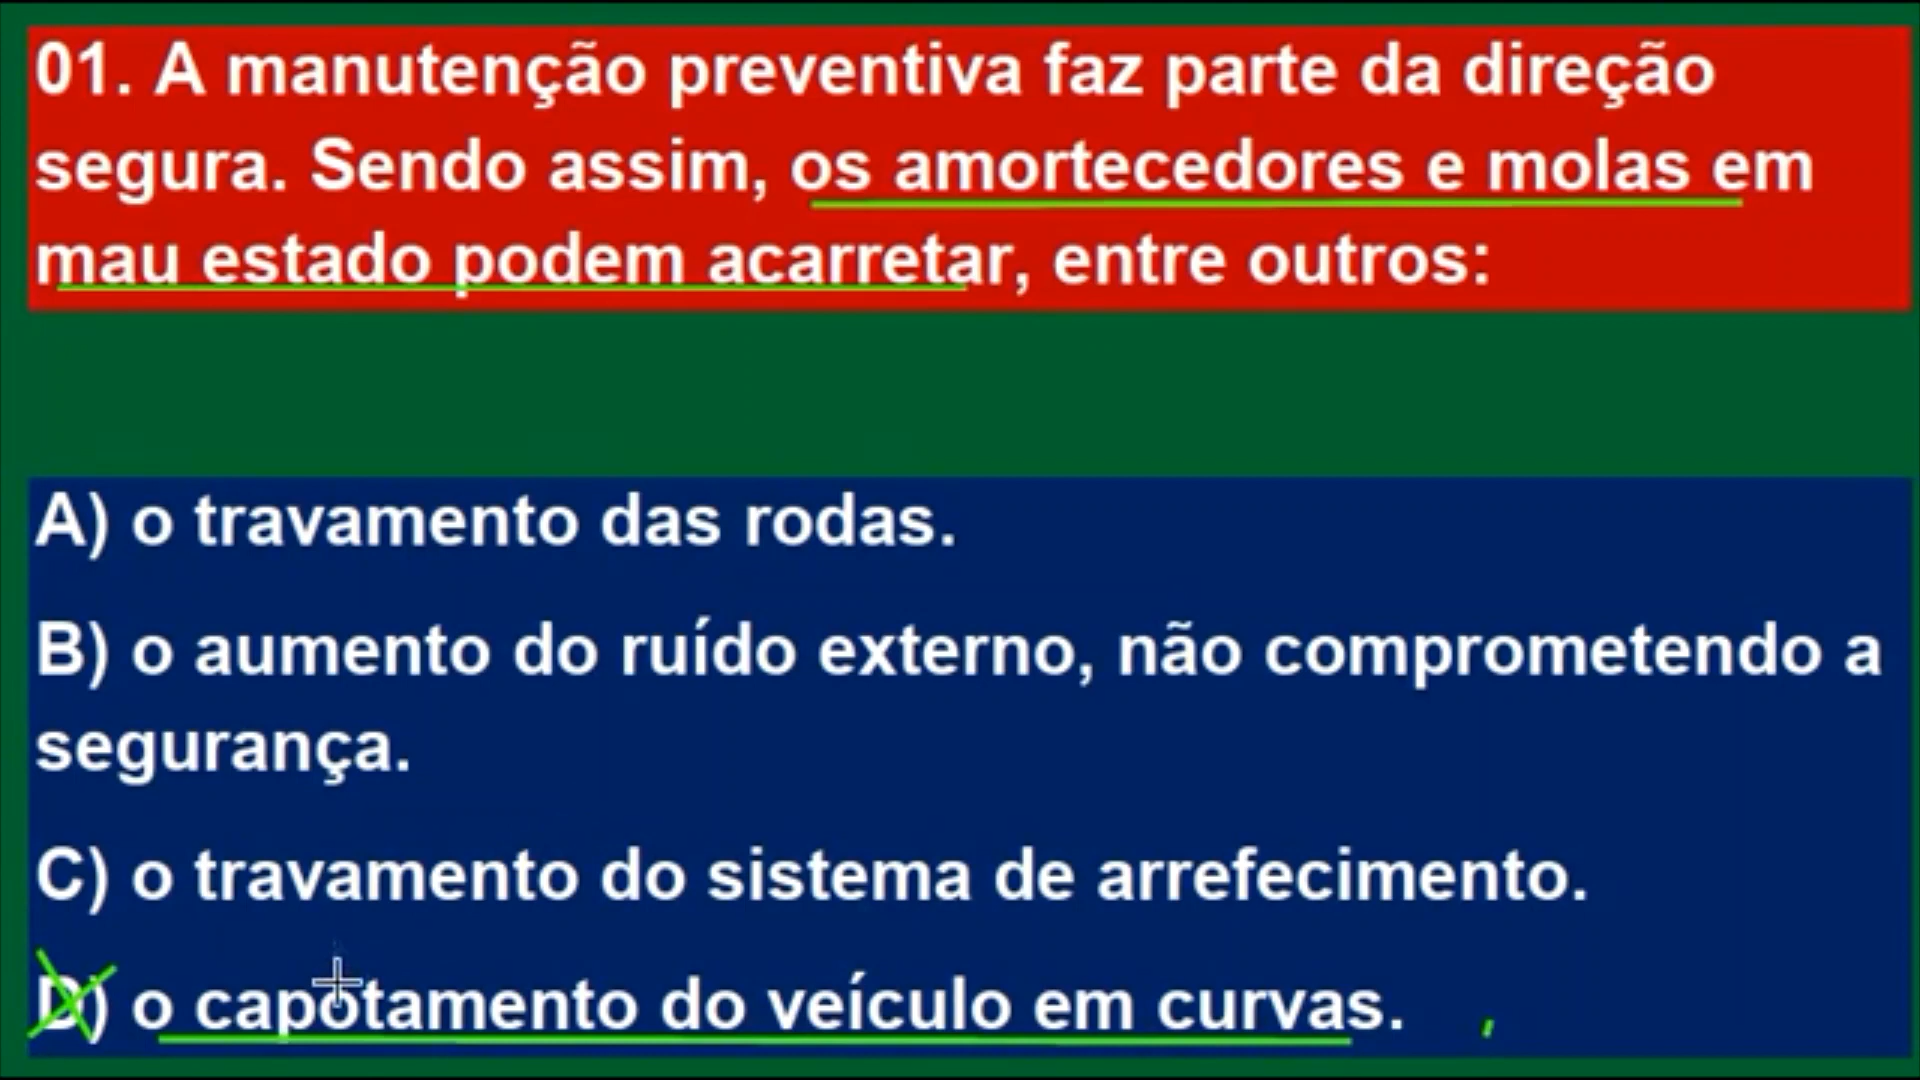 01. A manutenção preventiva faz parte da direção
segura. Sendo assim, os amortecedores e molas em
mau estado podem acarretar, entre outros:
A) o travamento das rodas.
B) o aumento do ruído externo, não comprometendo a
segurança.
C) o travamento do sistema de arrefecimento.
D) o capotamento do veículo em curvas.